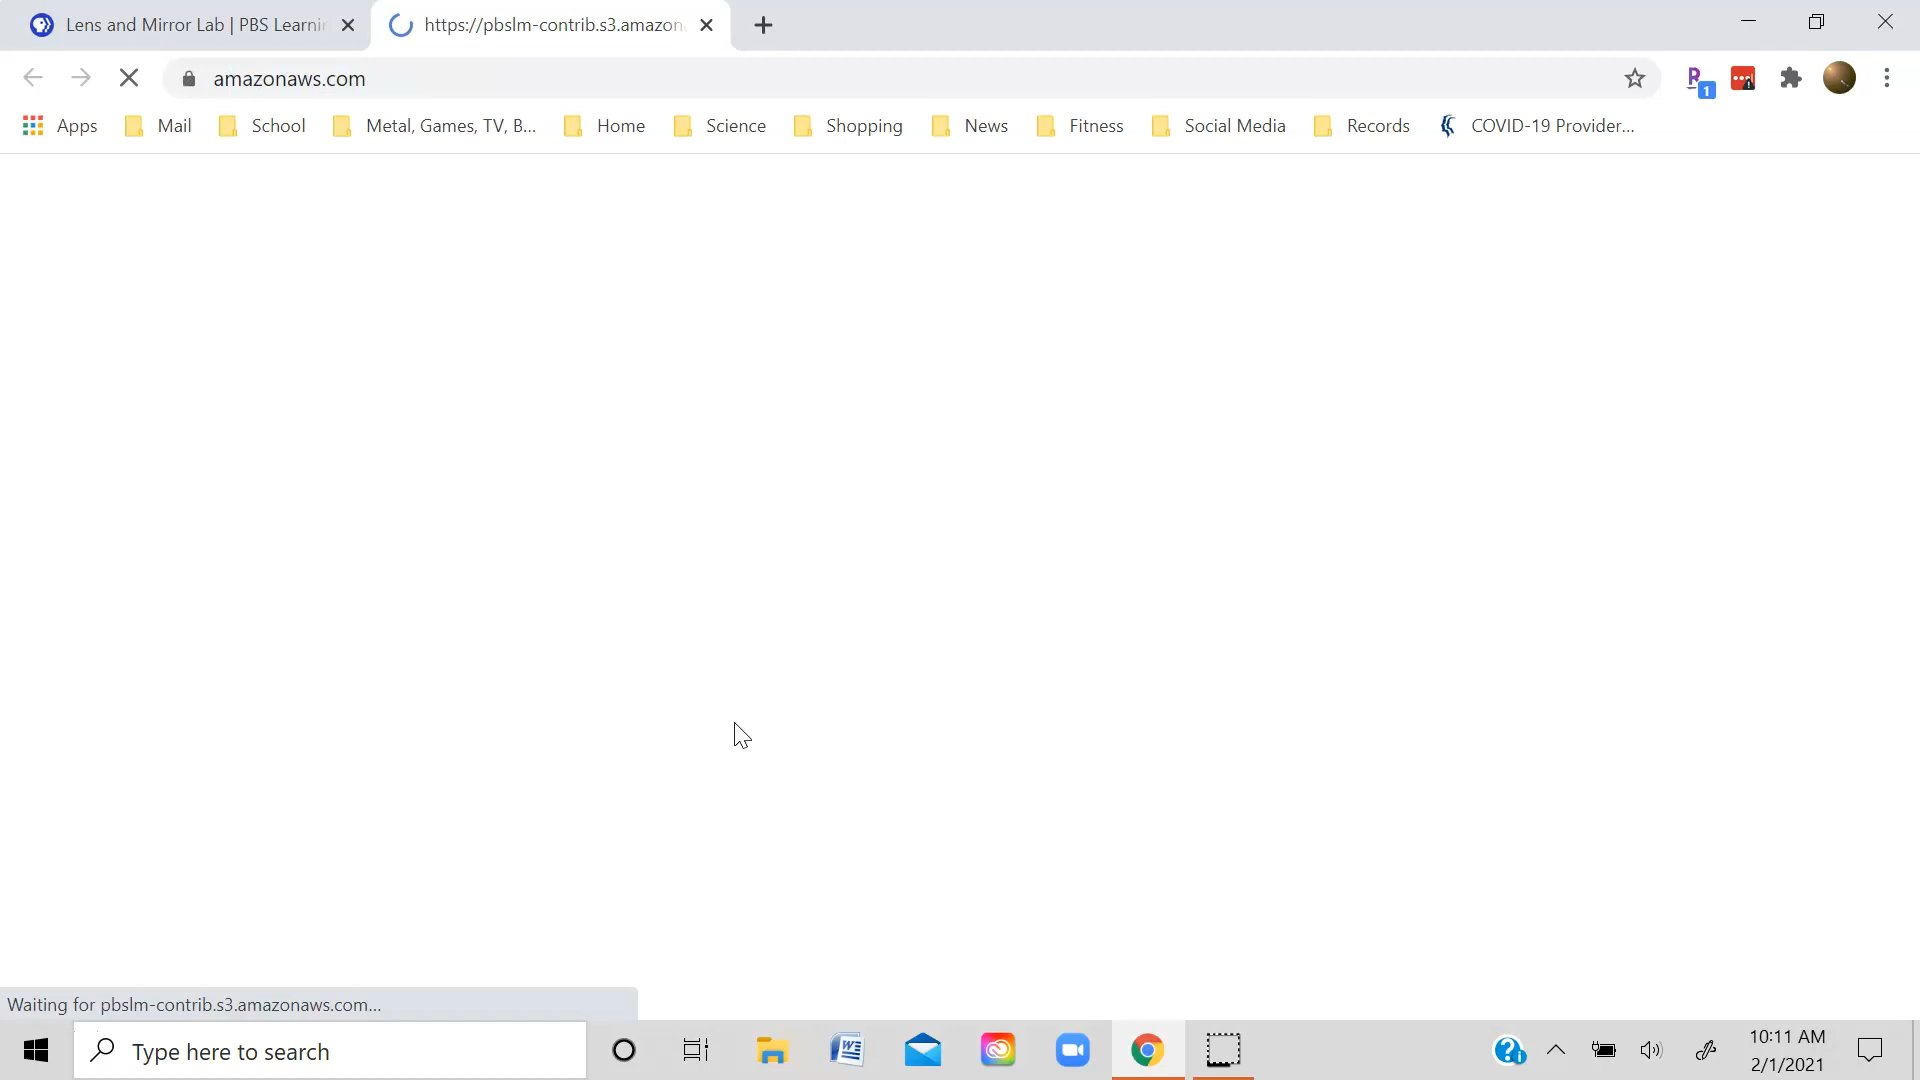 Lens and Mirror Lab | PBS Learni
https://pbslm-contrib.s3.amazon
amazonaws.com
R 1
Apps Mail School Metal, Games, TV, B... Home Science Shopping News Fitness Social Media Records COVID-19 Provider...
Waiting for pbslm-contrib.s3.amazonaws.com...
Type here to search
10:11 AM
2/1/2021